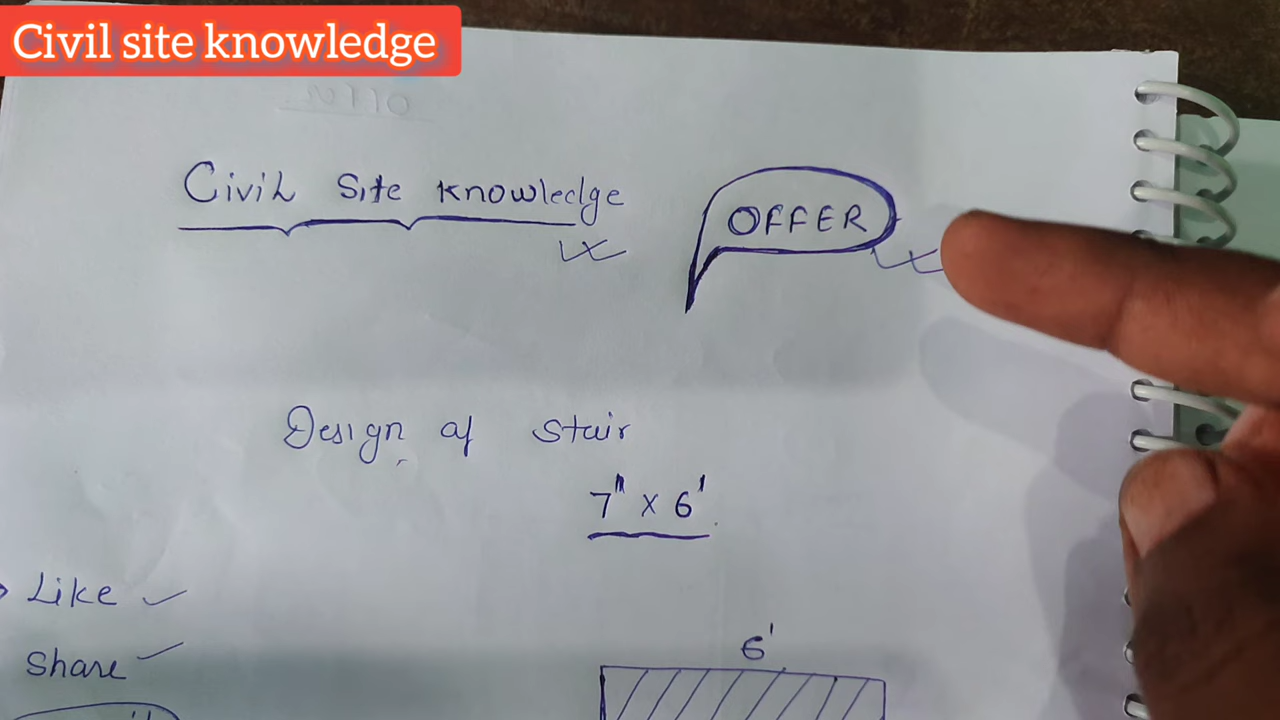 Civil site knowledge
Civil Site Knowledge
OFFER
Design of Stair
7" x 6'
Like
Share
6'